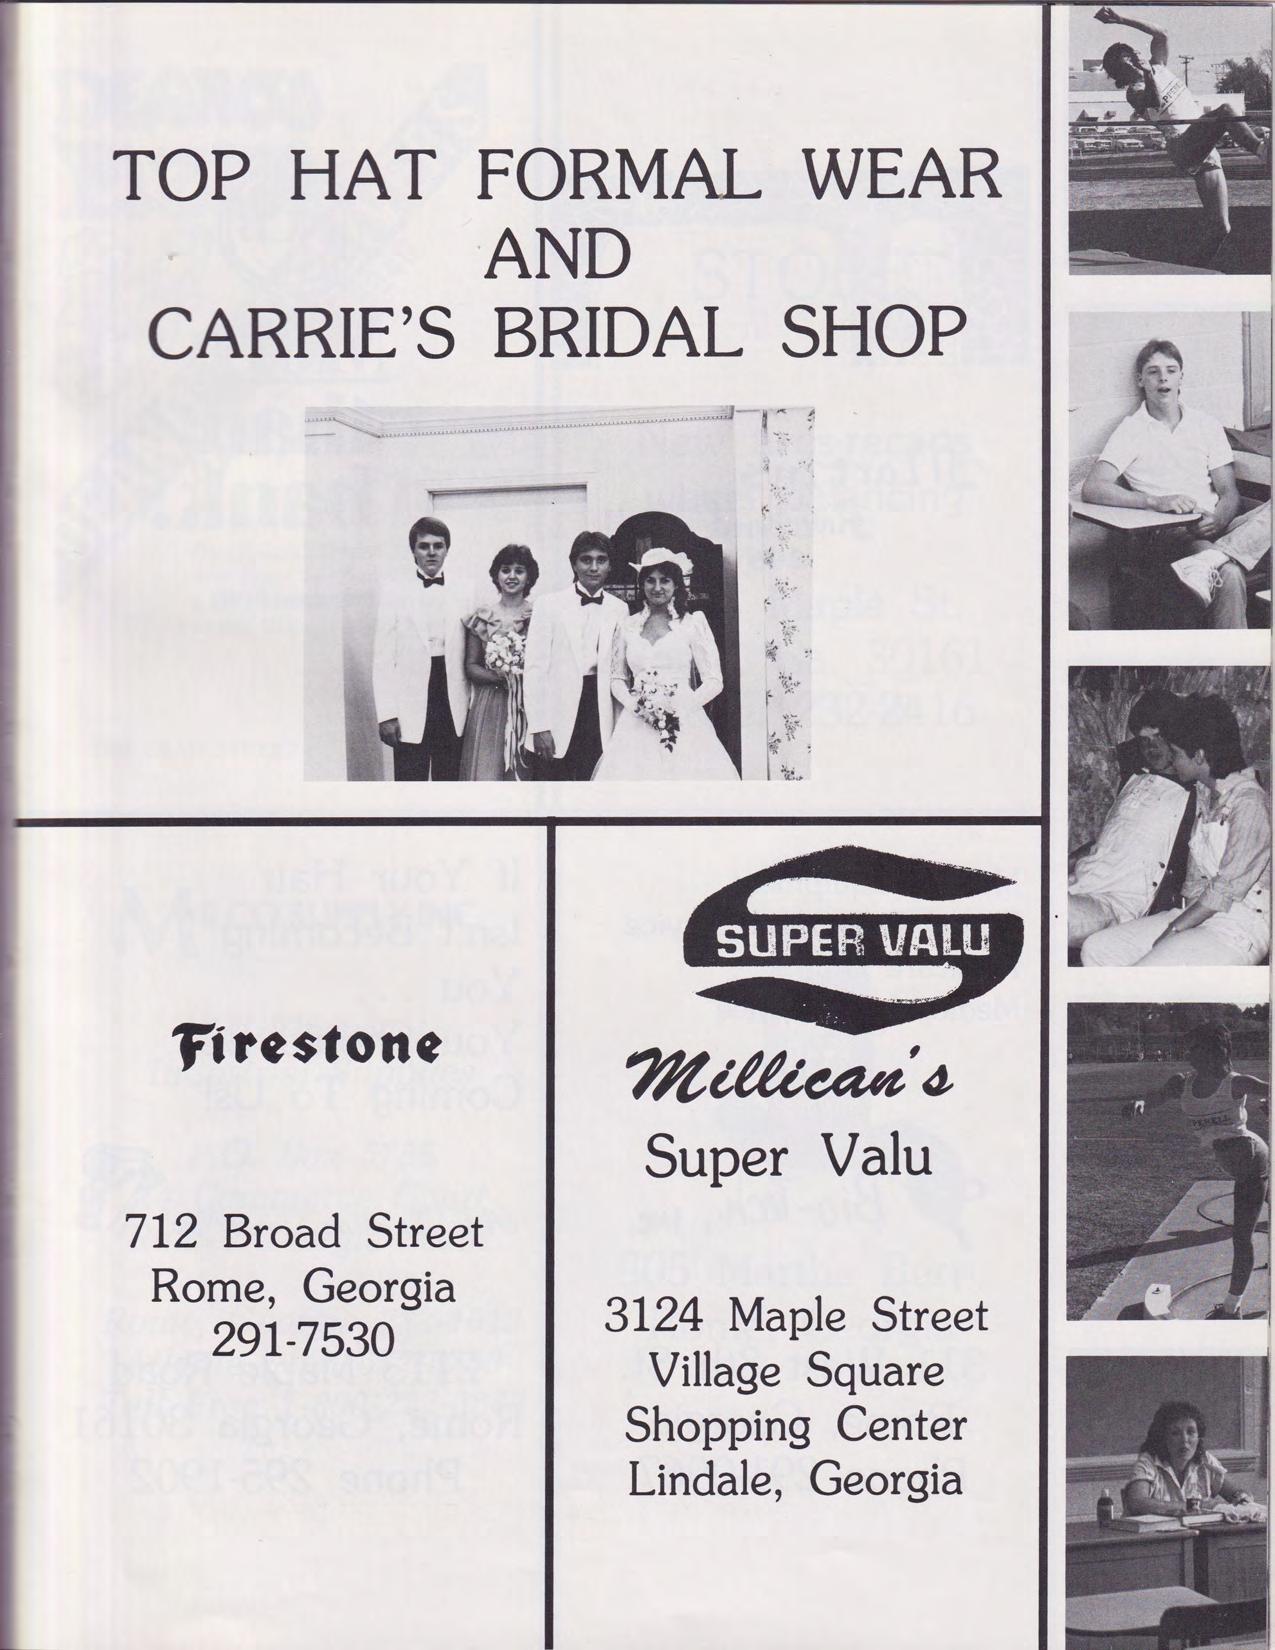 TOP HAT FORMAL WEAR
AND
CARRIE'S BRIDAL SHOP
Firestone
712 Broad Street
Rome, Georgia
291-7530
SUPER VALU
Millican's
Super Valu
3124 Maple Street
Village Square
Shopping Center
Lindale, Georgia